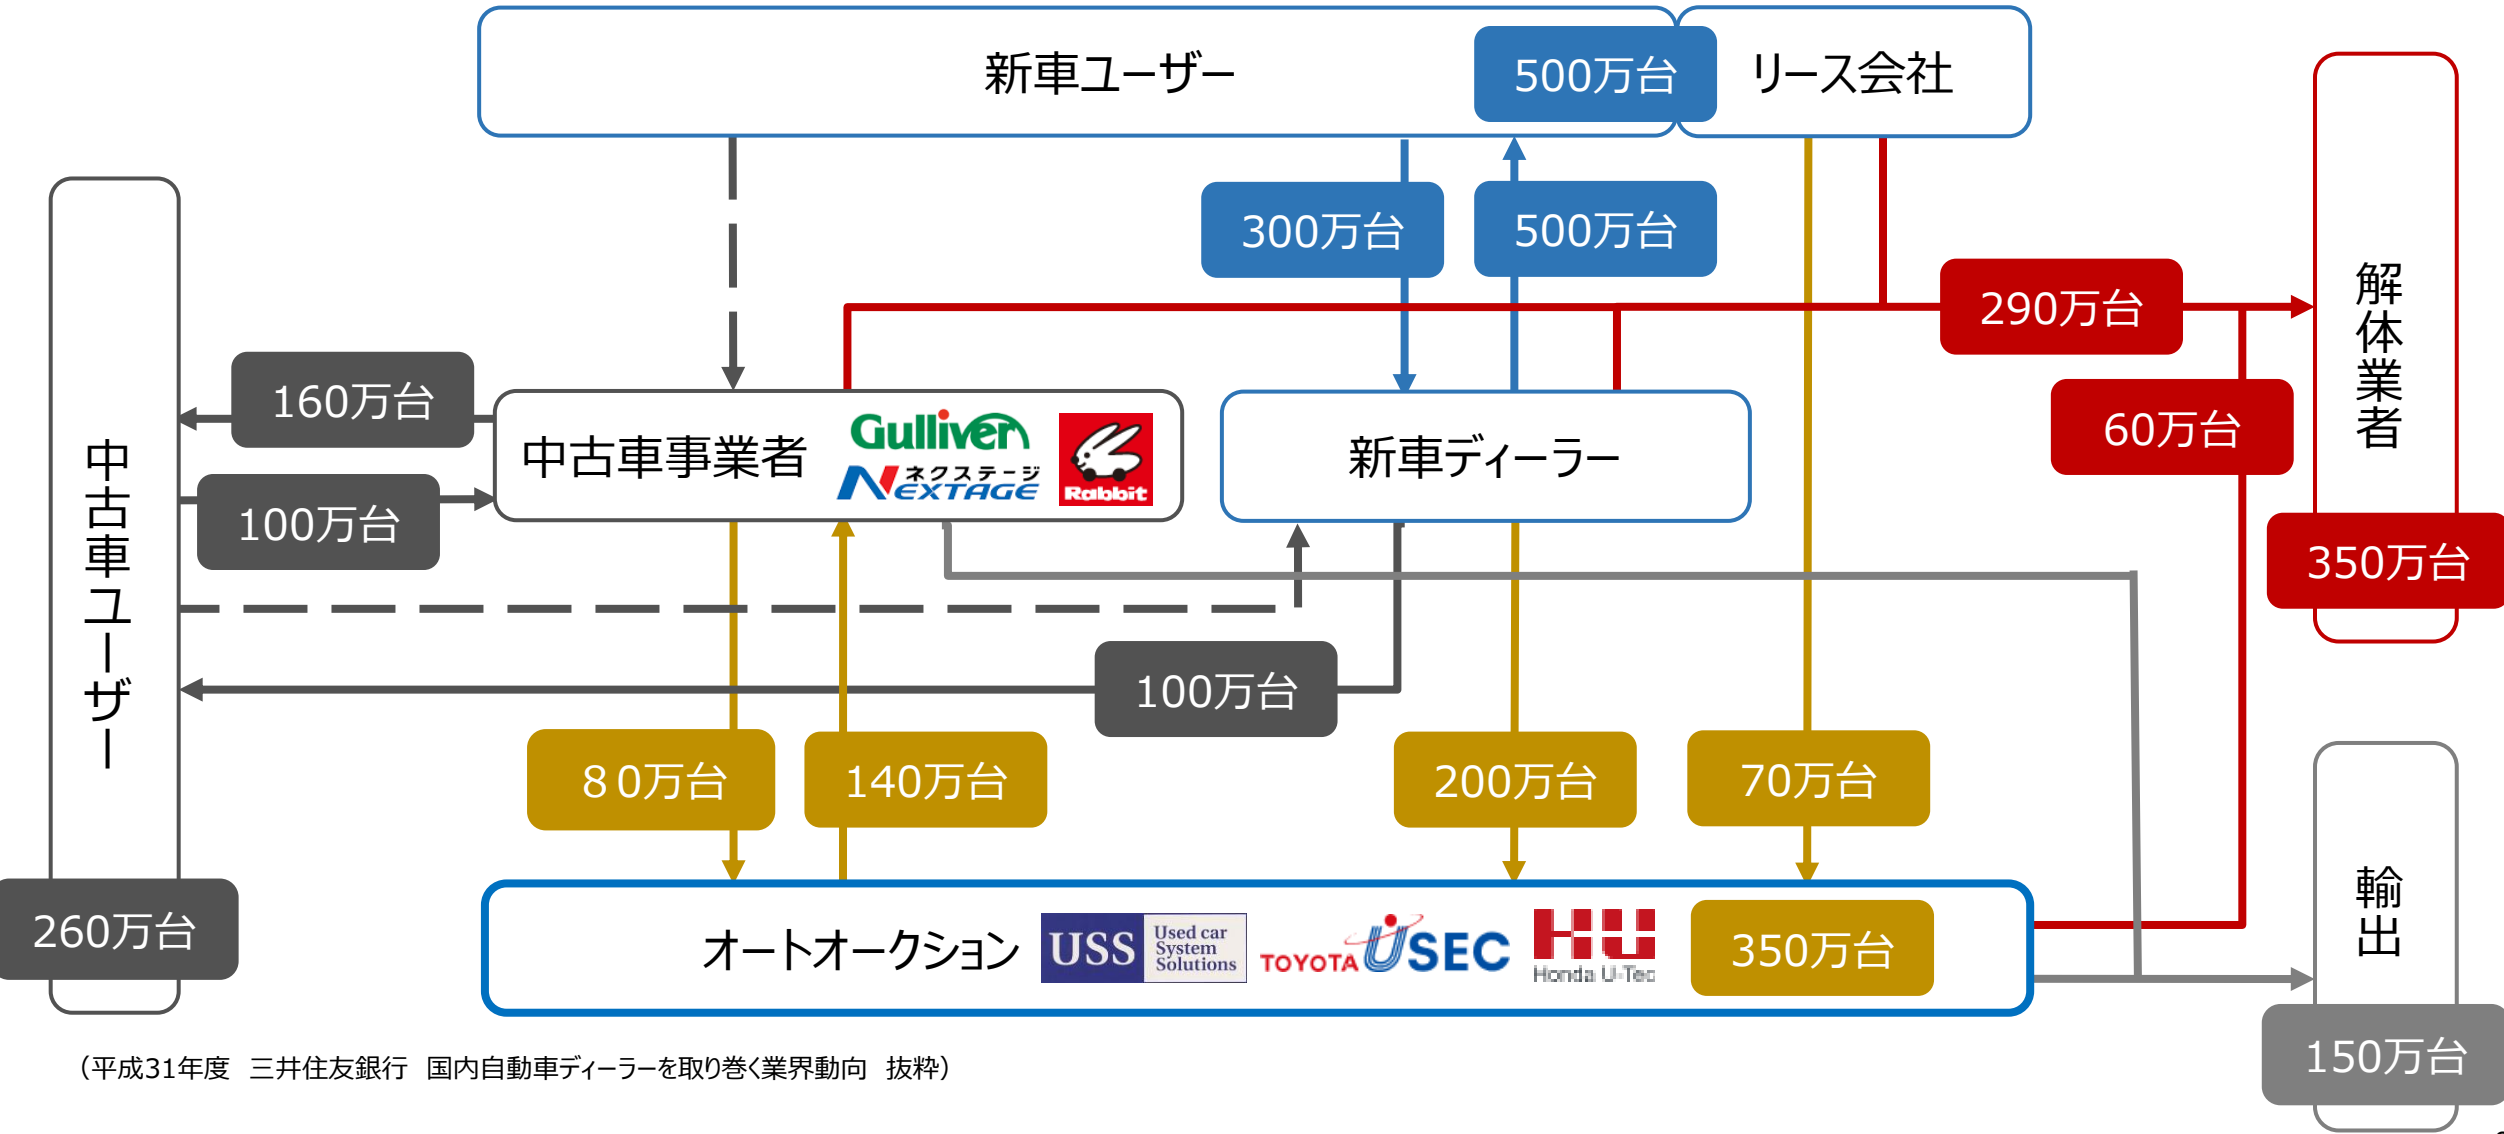 新車ユーザー
500万台
リース会社
300万台
500万台
290万台
解体業者
160万台
60万台
中古車事業者
Gulliver
ネクステージ
NEXTAGE
Rabbit
新車ディーラー
中古車ユーザー
100万台
350万台
100万台
８0万台
140万台
200万台
70万台
260万台
オートオークション
USS
Used car
System
Solutions
TOYOTA USEC
HU
Honda U-Tec
350万台
輸出
150万台
（平成31年度　三井住友銀行　国内自動車ディーラーを取り巻く業界動向　抜粋）